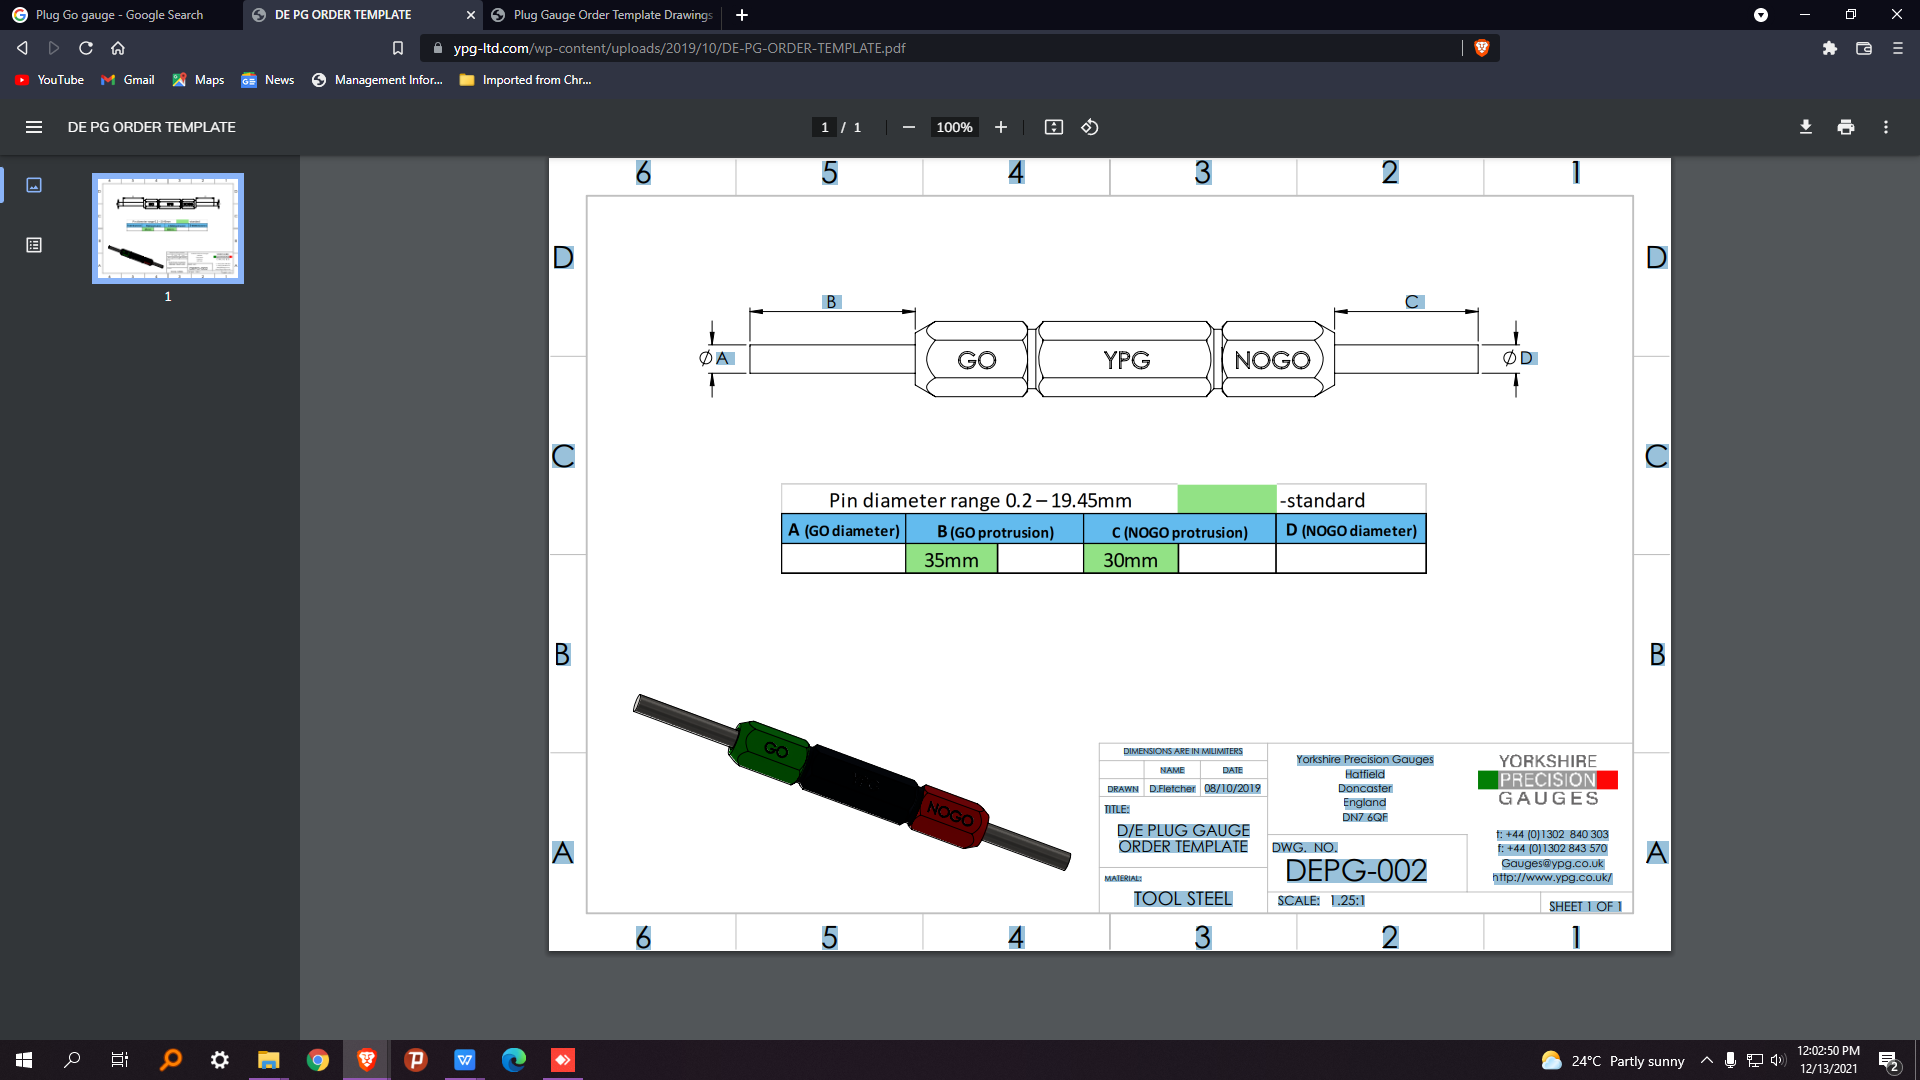 Plug Go gauge - Google Search
DE PG ORDER TEMPLATE
Plug Gauge Order Template Drawings
ypg-ltd.com/wp-content/uploads/2019/10/DE-PG-ORDER-TEMPLATE.pdf
YouTube Gmail Maps News Management Infor... Imported from Chr...
DE PG ORDER TEMPLATE
1 / 1
100%
1
6 5 4 3 2 1
D D
B C
Ø A GO YPG NOGO Ø D
C C
Pin diameter range 0.2 – 19.45mm -standard
A (GO diameter) B (GO protrusion) C (NOGO protrusion) D (NOGO diameter)
35mm 30mm
B B
GO
NOGO
DIMENSIONS ARE IN MILIMITERS
NAME DATE
DRAWN D.Fletcher 08/10/2019
TITLE:
D/E PLUG GAUGE
ORDER TEMPLATE
MATERIAL:
TOOL STEEL
Yorkshire Precision Gauges
Hatfield
Doncaster
England
DN7 6QF
DWG. NO.
DEPG-002
SCALE: 1.25:1
YORKSHIRE
PRECISION
GAUGES
t: +44 (0)1302 840 303
f: +44 (0)1302 843 570
Gauges@ypg.co.uk
http://www.ypg.co.uk/
SHEET 1 OF 1
A A
6 5 4 3 2 1
24°C Partly sunny
12:02:50 PM
12/13/2021
2